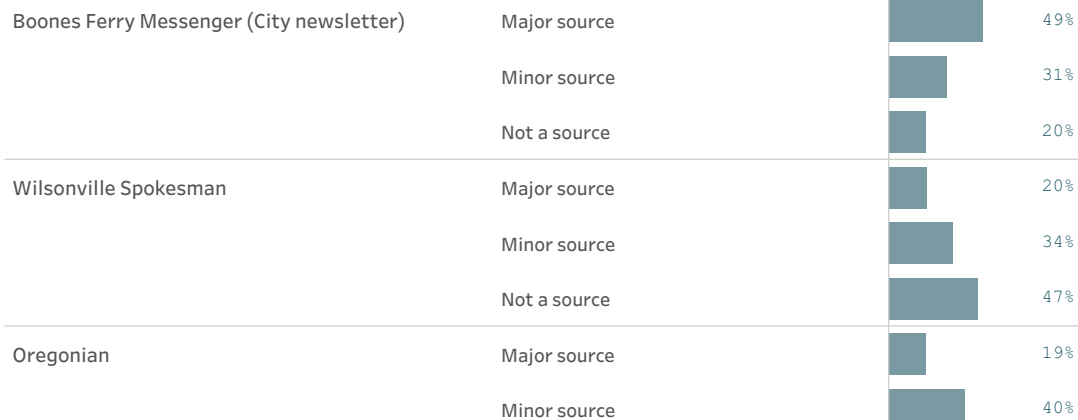 Boones Ferry Messenger (City newsletter) Major source 49%
Minor source 31%
Not a source 20%
Wilsonville Spokesman Major source 20%
Minor source 34%
Not a source 47%
Oregonian Major source 19%
Minor source 40%